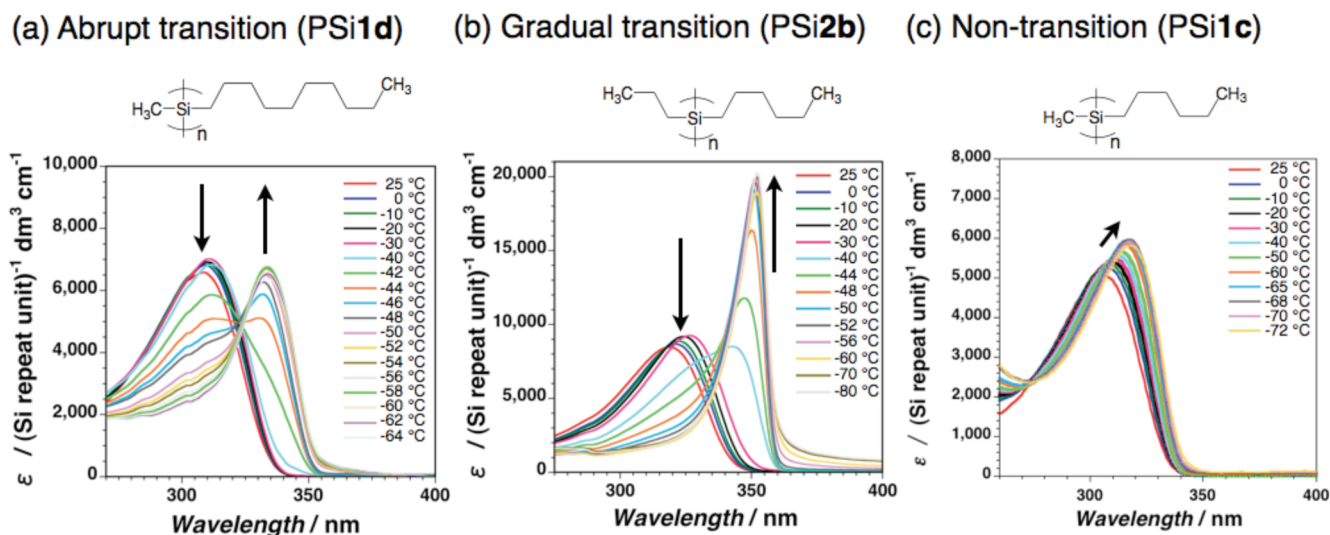 (a) Abrupt transition (PSi1d)
CH₃
H₃C
Si
n
10,000
8,000
6,000
4,000
2,000
0
300
350
400
ε / (Si repeat unit)⁻¹ dm³ cm⁻¹
Wavelength / nm
25 °C
0 °C
-10 °C
-20 °C
-30 °C
-40 °C
-42 °C
-44 °C
-46 °C
-48 °C
-50 °C
-52 °C
-54 °C
-56 °C
-58 °C
-60 °C
-62 °C
-64 °C
(b) Gradual transition (PSi2b)
H₃C
CH₃
Si
n
20,000
15,000
10,000
5,000
0
300
350
400
ε / (Si repeat unit)⁻¹ dm³ cm⁻¹
Wavelength / nm
25 °C
0 °C
-10 °C
-20 °C
-30 °C
-40 °C
-44 °C
-48 °C
-50 °C
-52 °C
-56 °C
-60 °C
-70 °C
-80 °C
(c) Non-transition (PSi1c)
CH₃
H₃C
Si
n
8,000
7,000
6,000
5,000
4,000
3,000
2,000
1,000
0
300
350
400
ε / (Si repeat unit)⁻¹ dm³ cm⁻¹
Wavelength / nm
25 °C
0 °C
-10 °C
-20 °C
-30 °C
-40 °C
-50 °C
-60 °C
-65 °C
-68 °C
-70 °C
-72 °C